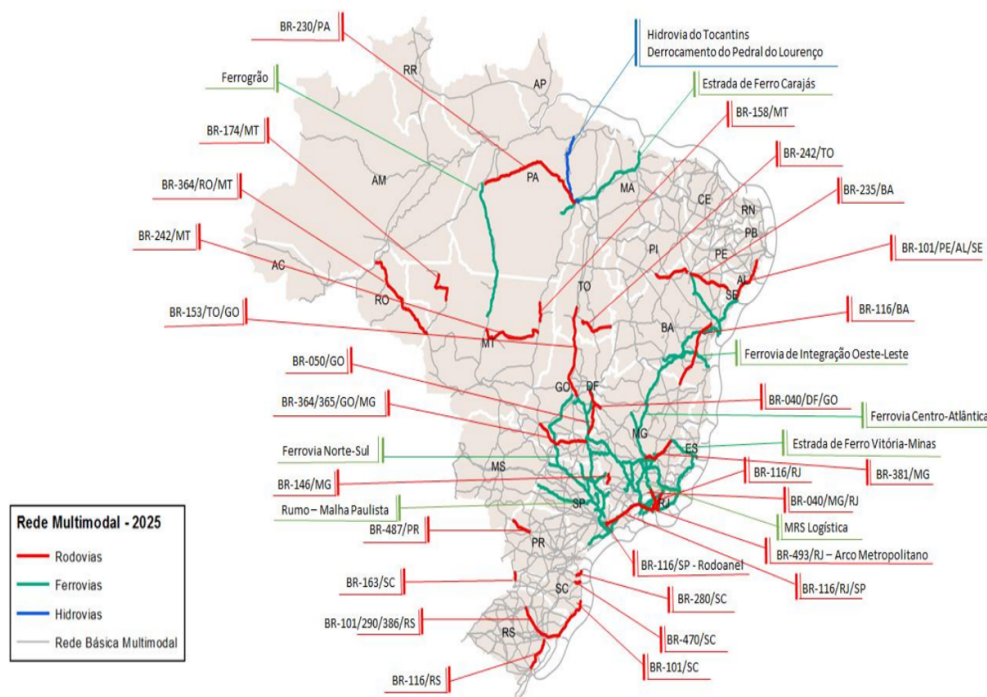 BR-230/PA
Hidrovia do Tocantins
Derrocamento do Pedral do Lourenço
Ferrogrão
Estrada de Ferro Carajás
BR-158/MT
BR-174/MT
BR-242/TO
BR-364/RO/MT
BR-235/BA
BR-242/MT
BR-101/PE/AL/SE
BR-153/TO/GO
BR-116/BA
Ferrovia de Integração Oeste-Leste
BR-050/GO
BR-364/365/GO/MG
BR-040/DF/GO
Ferrovia Centro-Atlântica
Ferrovia Norte-Sul
Estrada de Ferro Vitória-Minas
BR-146/MG
BR-116/RJ
BR-381/MG
Rumo – Malha Paulista
BR-040/MG/RJ
MRS Logística
BR-487/PR
BR-493/RJ – Arco Metropolitano
BR-116/SP - Rodoanel
BR-116/RJ/SP
BR-163/SC
BR-280/SC
BR-101/290/386/RS
BR-470/SC
BR-101/SC
BR-116/RS
RR
AP
AM
PA
MA
CE
RN
PB
PI
PE
AL
SE
AC
RO
TO
BA
MT
GO
DF
MG
ES
MS
SP
RJ
PR
SC
RS
Rede Multimodal - 2025
Rodovias
Ferrovias
Hidrovias
Rede Básica Multimodal